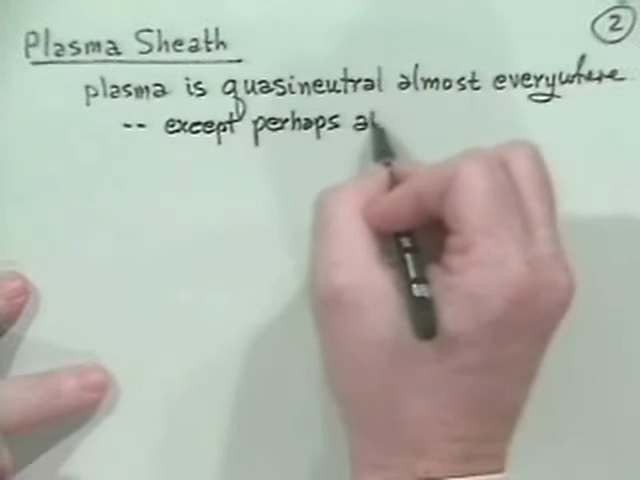 2
Plasma Sheath
plasma is quasineutral almost everywhere
-- except perhaps